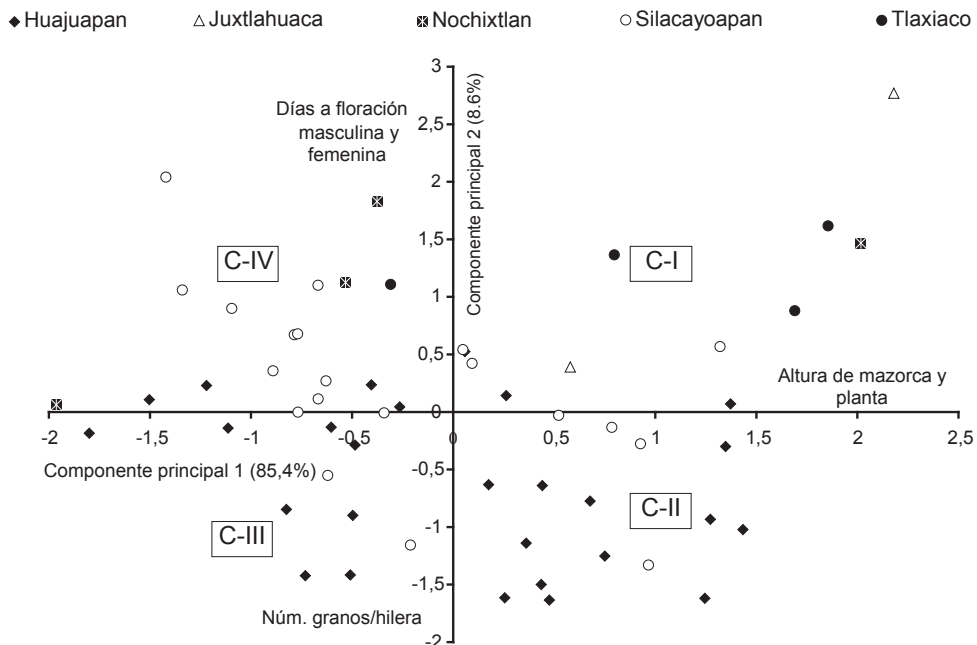 Huajuapan Juxtlahuaca Nochixtlan Silacayoapan Tlaxiaco
3
2,5
2
1,5
1
0,5
0
-0,5
-1
-1,5
-2
Componente principal 2 (8.6%)
Días a floración
masculina y
femenina
C-IV
C-I
Altura de mazorca y
planta
-2 -1,5 -1 -0.5 0 0,5 1 1,5 2 2,5
Componente principal 1 (85,4%)
C-III
C-II
Núm. granos/hilera